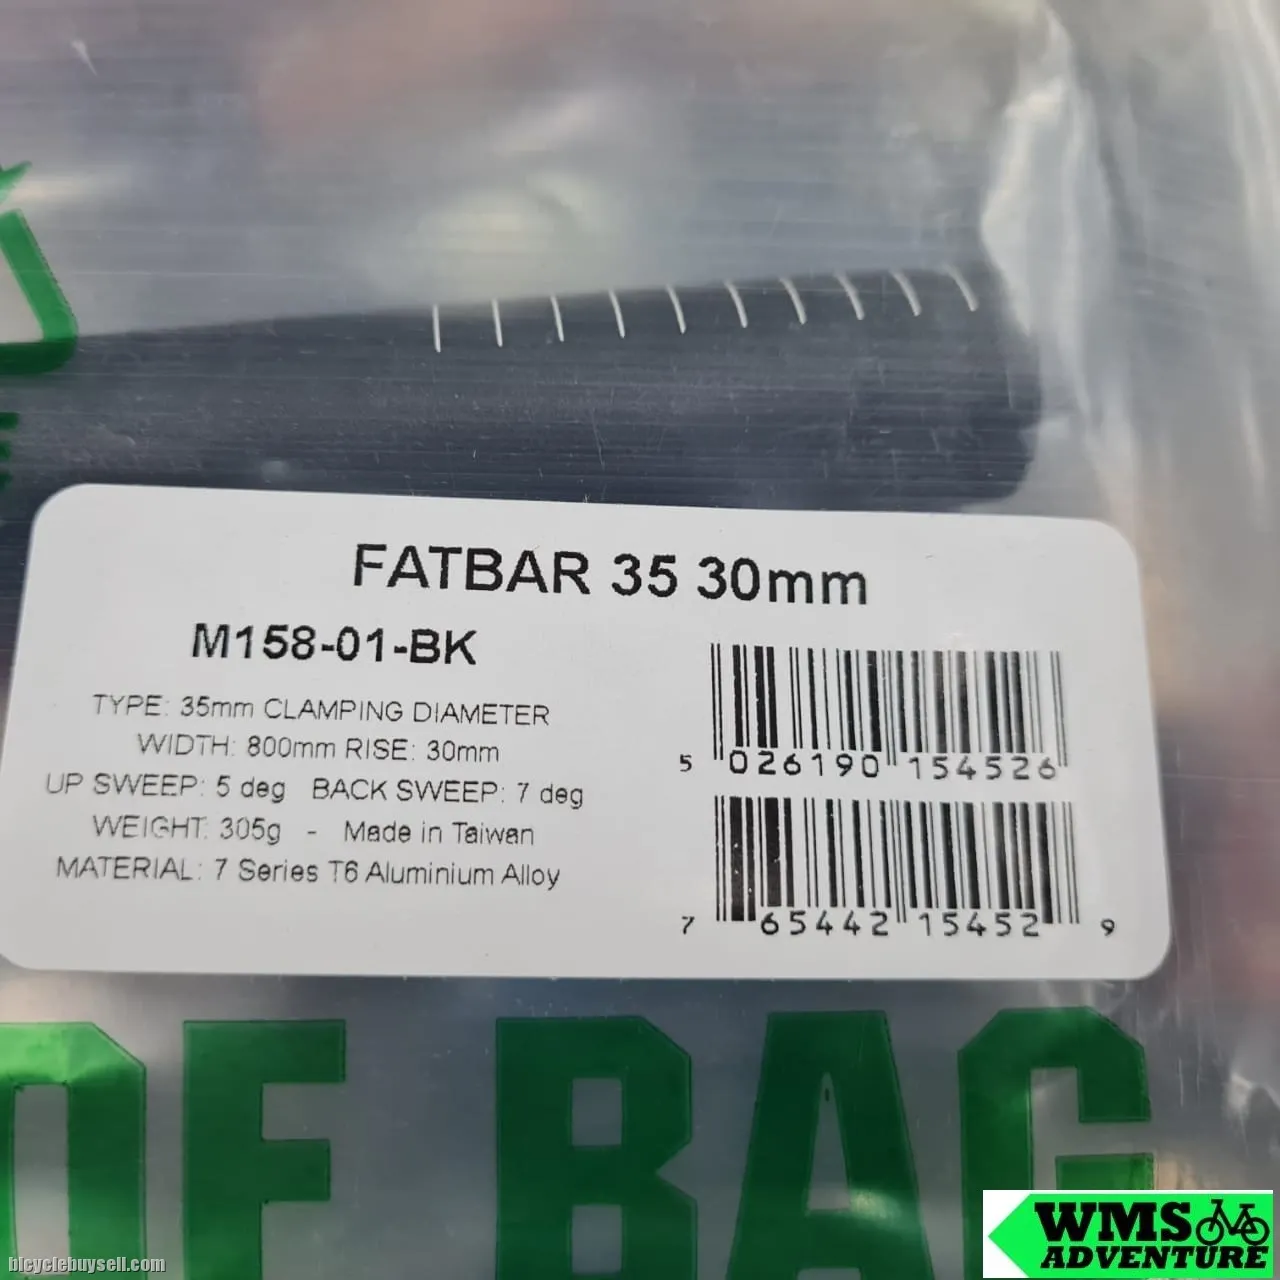 FATBAR 35 30mm
M158-01-BK
TYPE: 35mm CLAMPING DIAMETER
WIDTH: 800mm RISE: 30mm
UP SWEEP: 5 deg BACK SWEEP: 7 deg
WEIGHT: 305g - Made in Taiwan
MATERIAL: 7 Series T6 Aluminium Alloy
5 026190 154526
7 65442 15452 9
OF BAG
WMS
ADVENTURE
bicyclebuysell.com